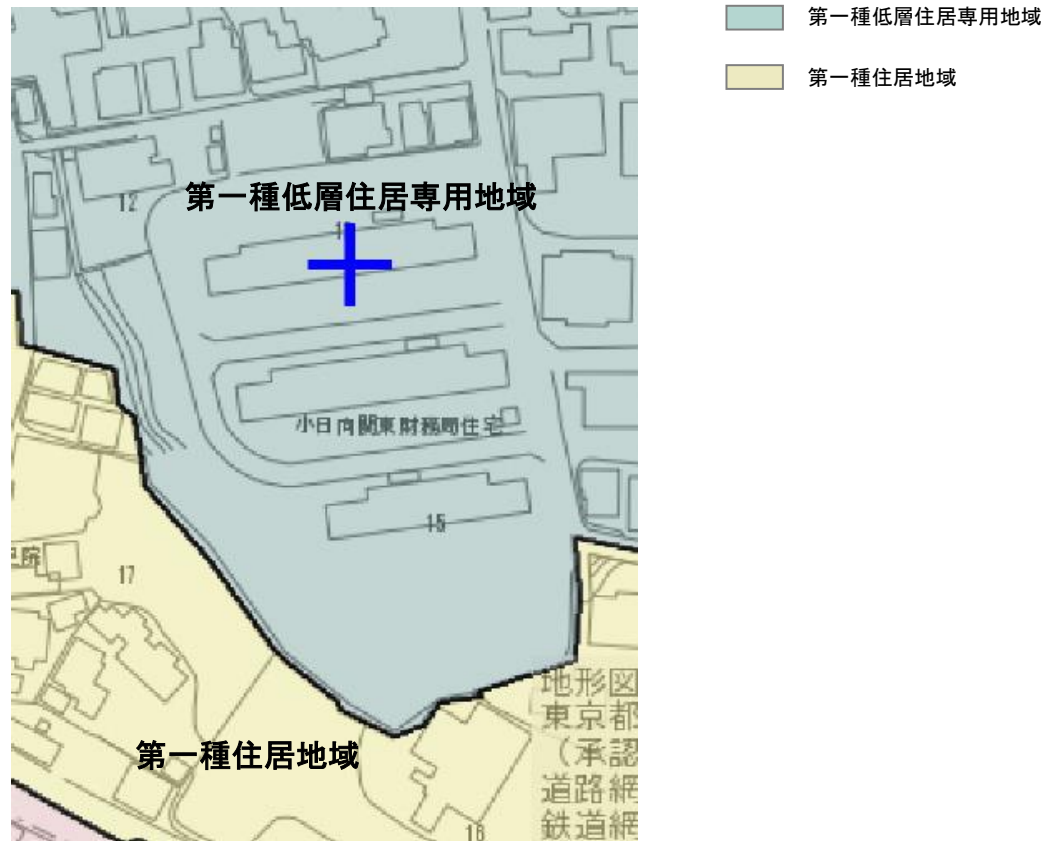 第一種低層住居専用地域
第一種住居地域
12
第一種低層住居専用地域
小日向関東財務局住宅
15
17
院
地形図
東京都
（承認
道路網
鉄道網
第一種住居地域
16